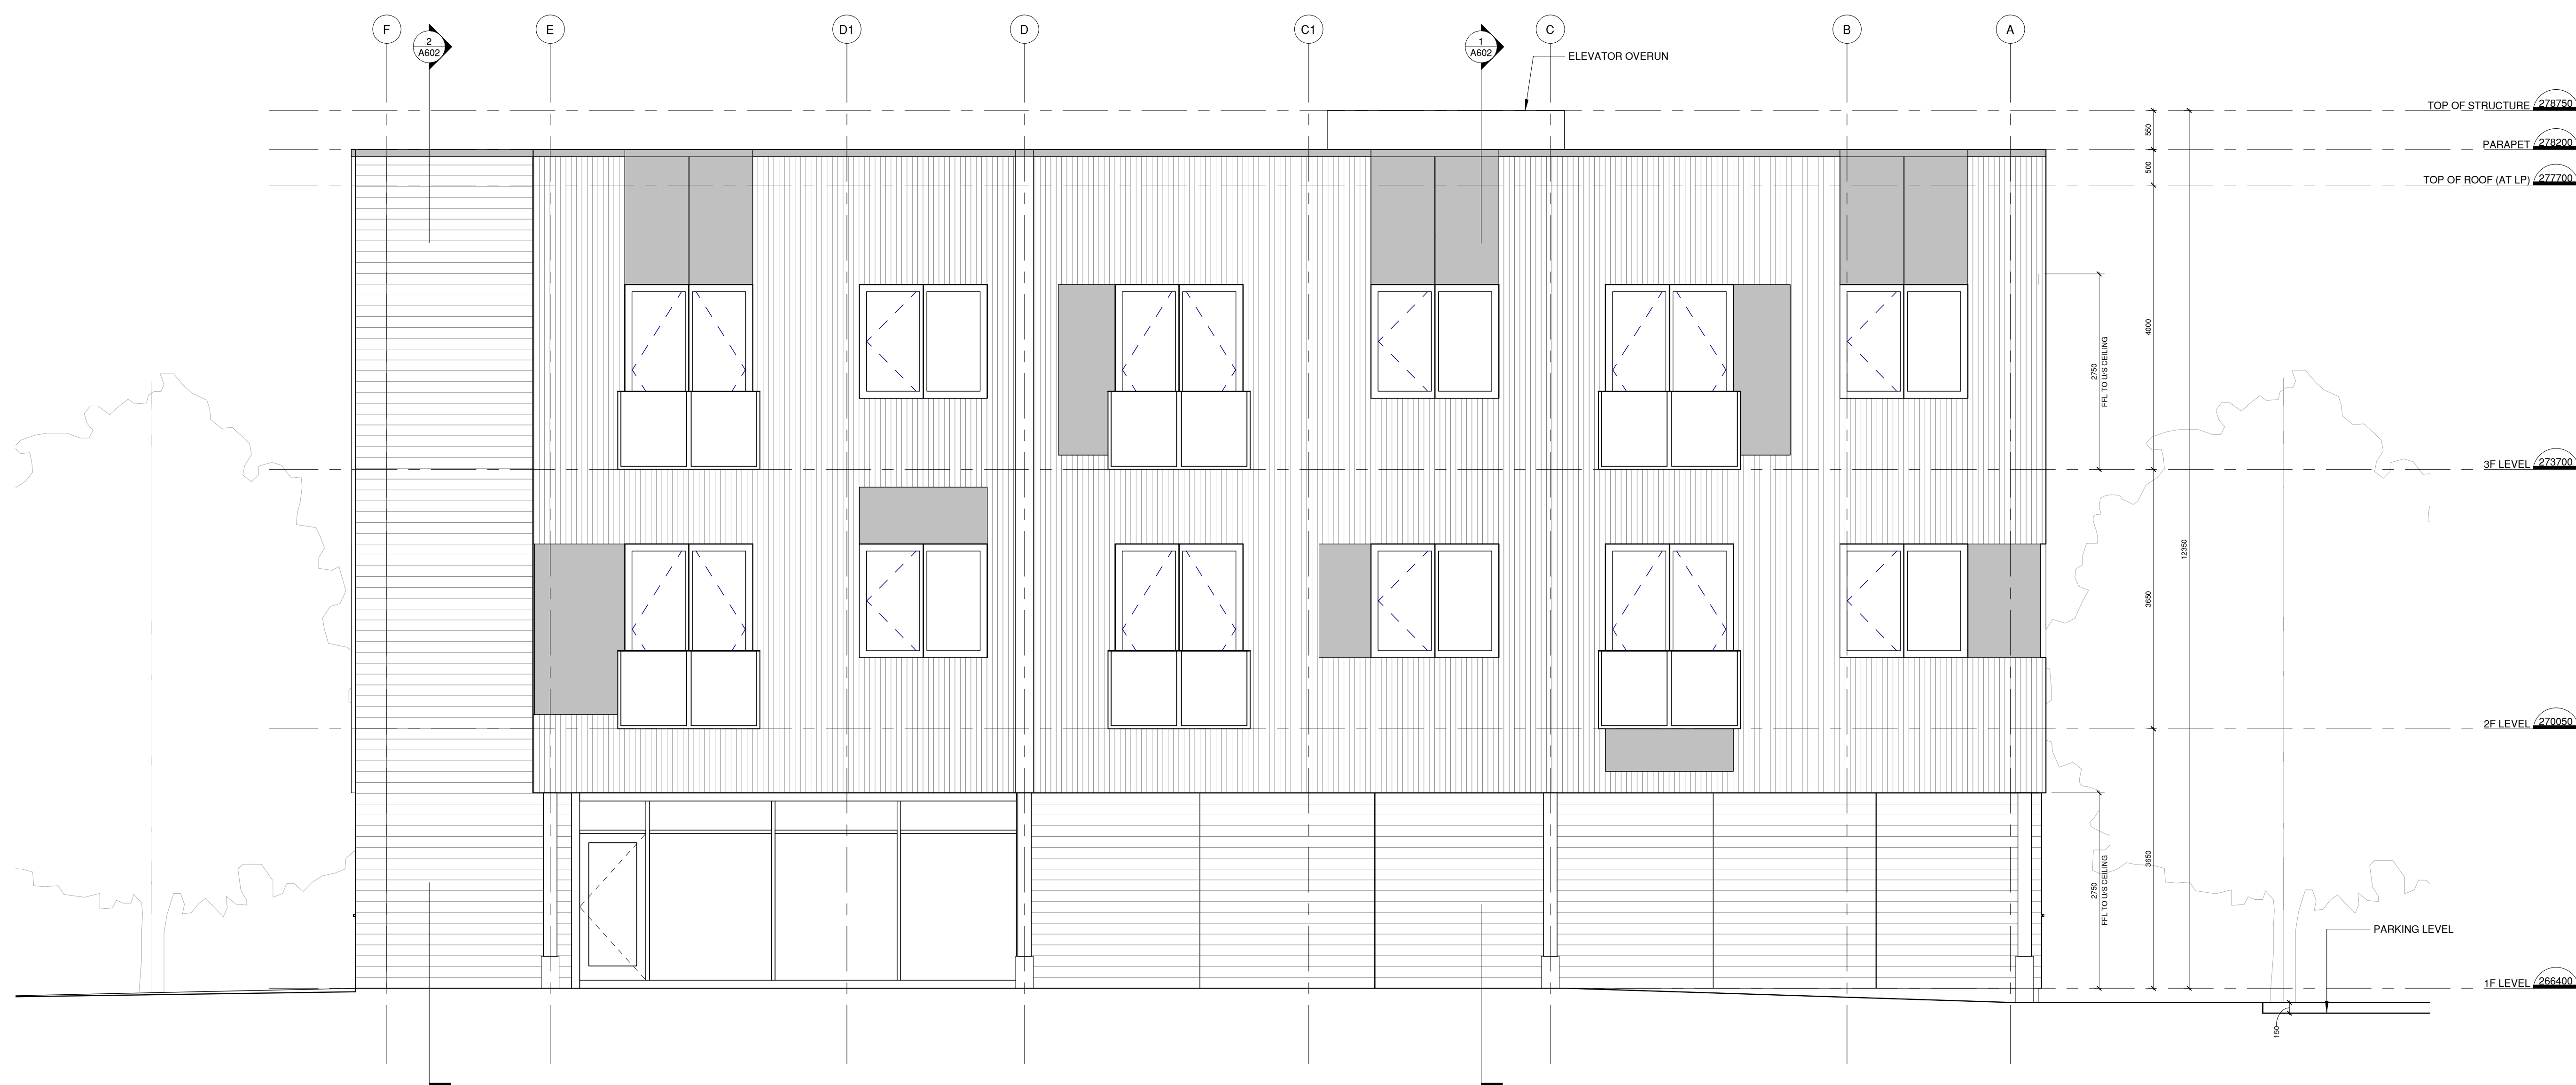 F
E
D1
D
C1
C
B
A
2
A602
1
A602
ELEVATOR OVERUN
TOP OF STRUCTURE 278750
550
PARAPET 278200
500
TOP OF ROOF (AT LP) 277700
4000
2750
FFL TO U/S CEILING
3F LEVEL 273700
12350
3650
2F LEVEL 270050
3650
2750
FFL TO U/S CEILING
PARKING LEVEL
1F LEVEL 266400
150